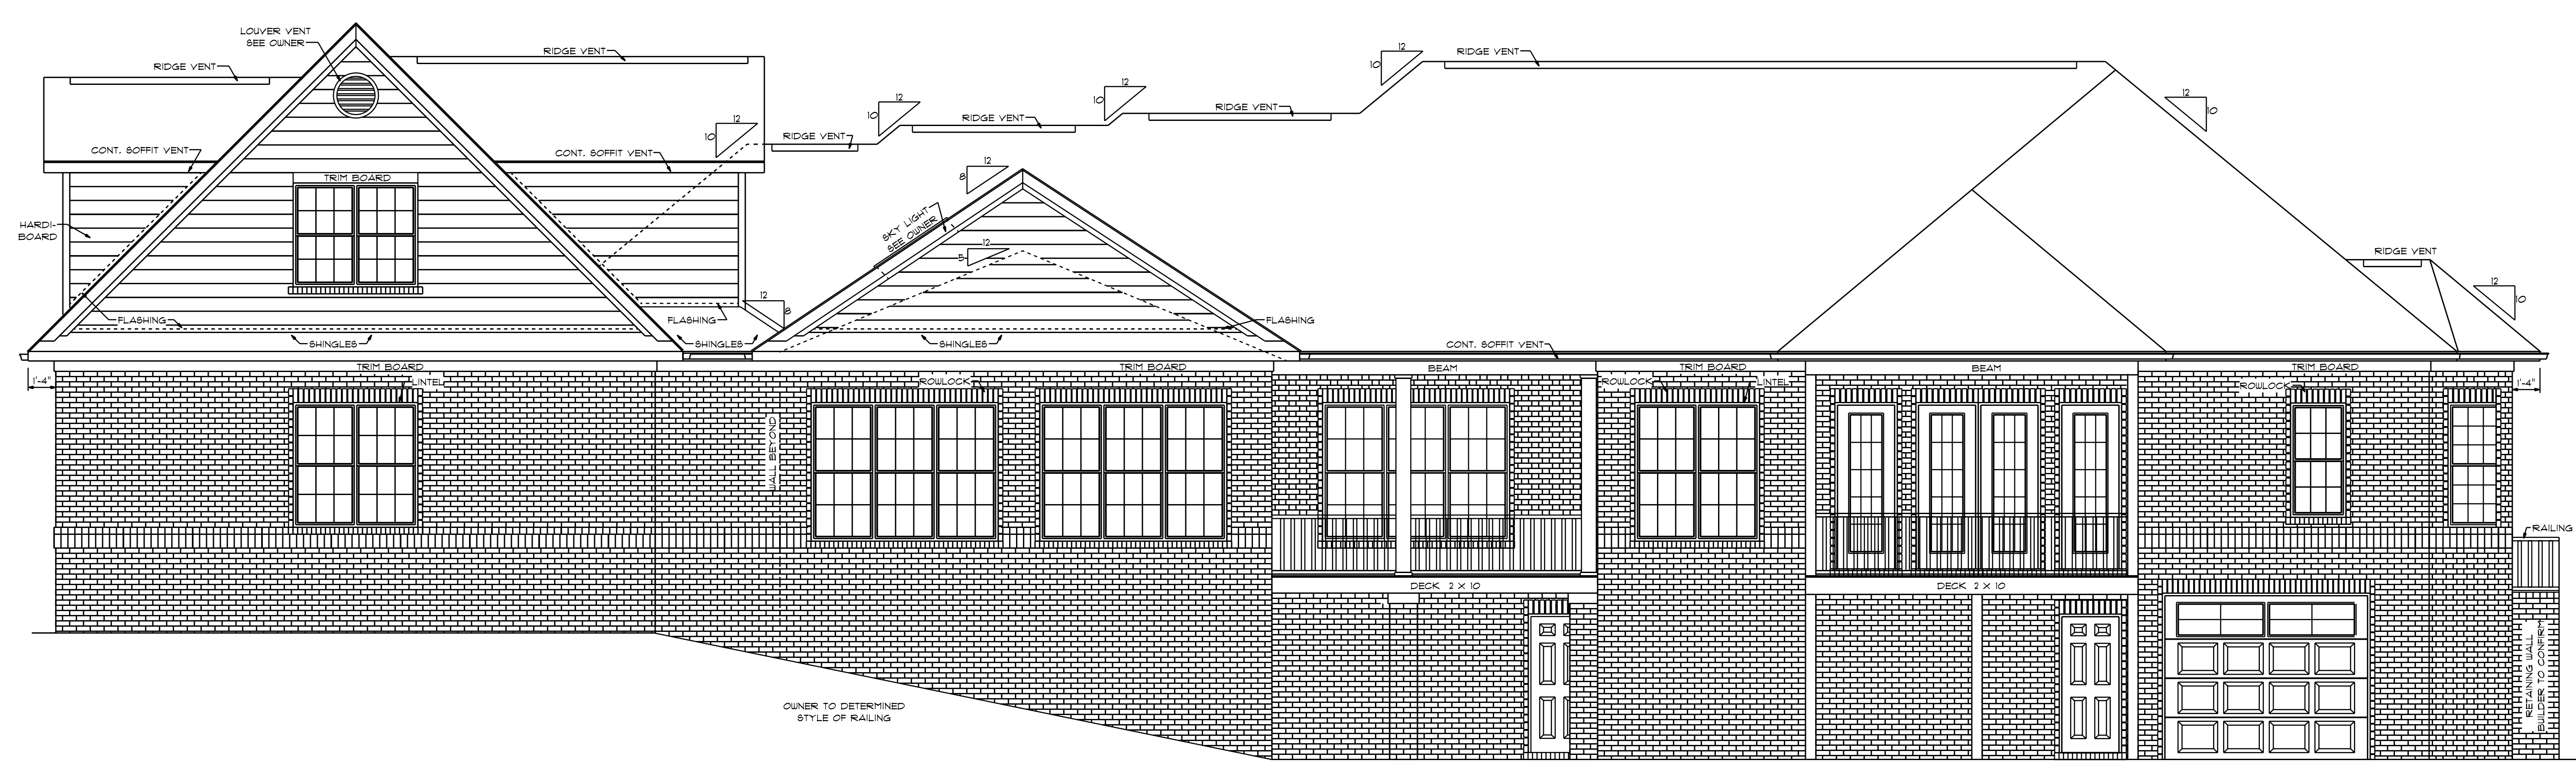 LOUVER VENT
SEE OWNER
RIDGE VENT
RIDGE VENT
12
10
RIDGE VENT
12
10
RIDGE VENT
12
10
RIDGE VENT
12
10
RIDGE VENT
12
10
CONT. SOFFIT VENT
CONT. SOFFIT VENT
TRIM BOARD
HARDI-
BOARD
12
8
SKY LIGHT
SEE OWNER
12
5
RIDGE VENT
12
10
12
8
FLASHING
FLASHING
FLASHING
SHINGLES
SHINGLES
SHINGLES
CONT. SOFFIT VENT
1'-4"
TRIM BOARD
LINTEL
ROWLOCK
TRIM BOARD
BEAM
ROWLOCK
TRIM BOARD
LINTEL
BEAM
TRIM BOARD
ROWLOCK
1'-4"
WALL BEYOND
RAILING
DECK 2 X 10
DECK 2 X 10
RETAINING WALL
BUILDER TO CONFIRM
OWNER TO DETERMINED
STYLE OF RAILING